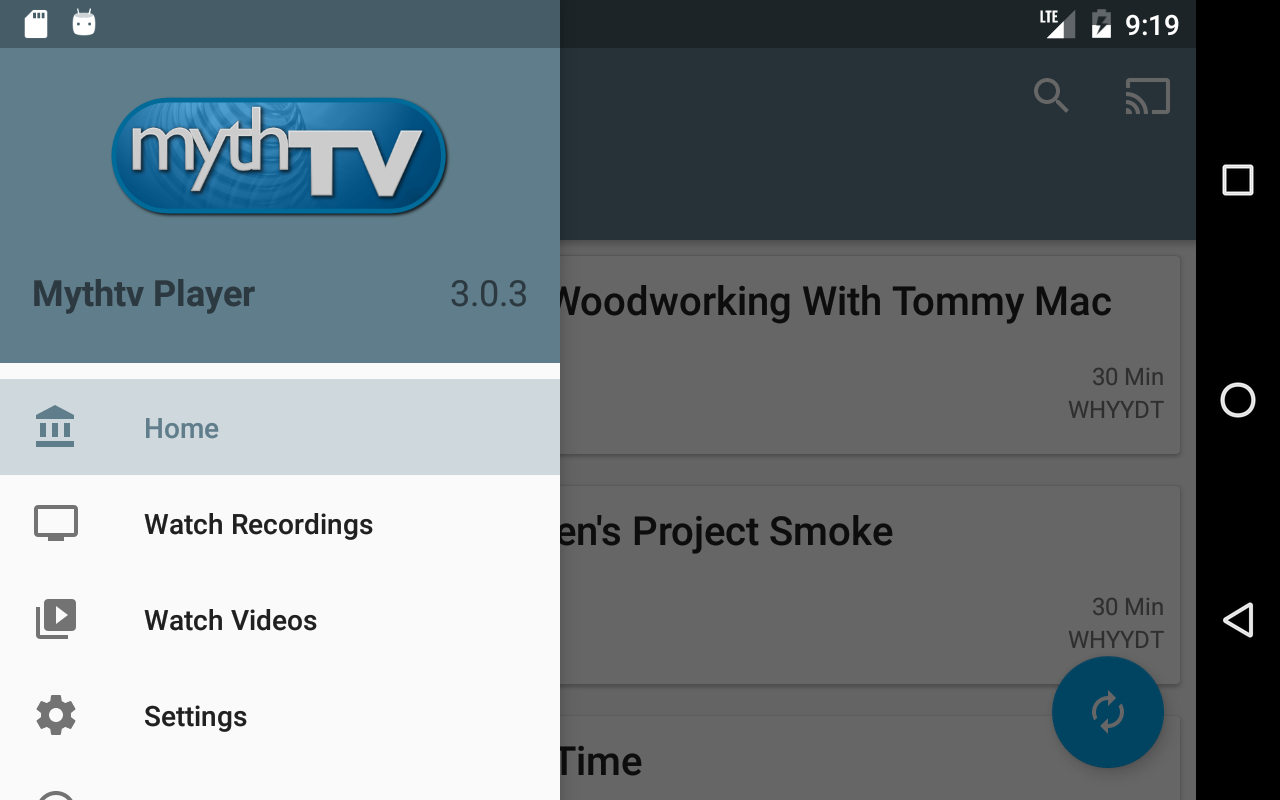 LTE
9:19
mythTV
Mythtv Player 3.0.3
Home
Watch Recordings
Watch Videos
Settings
Woodworking With Tommy Mac
30 Min
WHYYDT
en's Project Smoke
30 Min
WHYYDT
Time